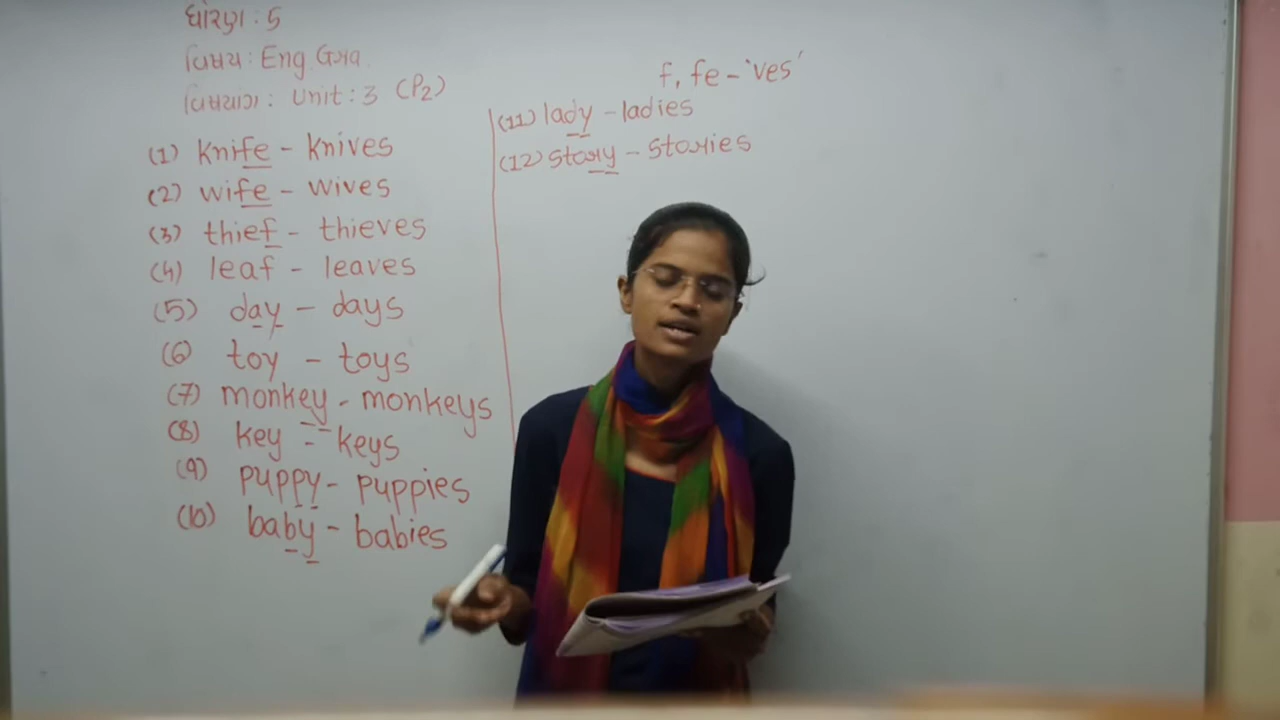 ધોરણ : 5
વિષય : Eng. Gra
વિષયાંગ : Unit : 3 (P2)
(1) knife - knives
(2) wife - wives
(3) thief - thieves
(4) leaf - leaves
(5) day - days
(6) toy - toys
(7) monkey - monkeys
(8) key - keys
(9) puppy - puppies
(10) baby - babies
f, fe - 'ves'
(11) lady - ladies
(12) story - stories